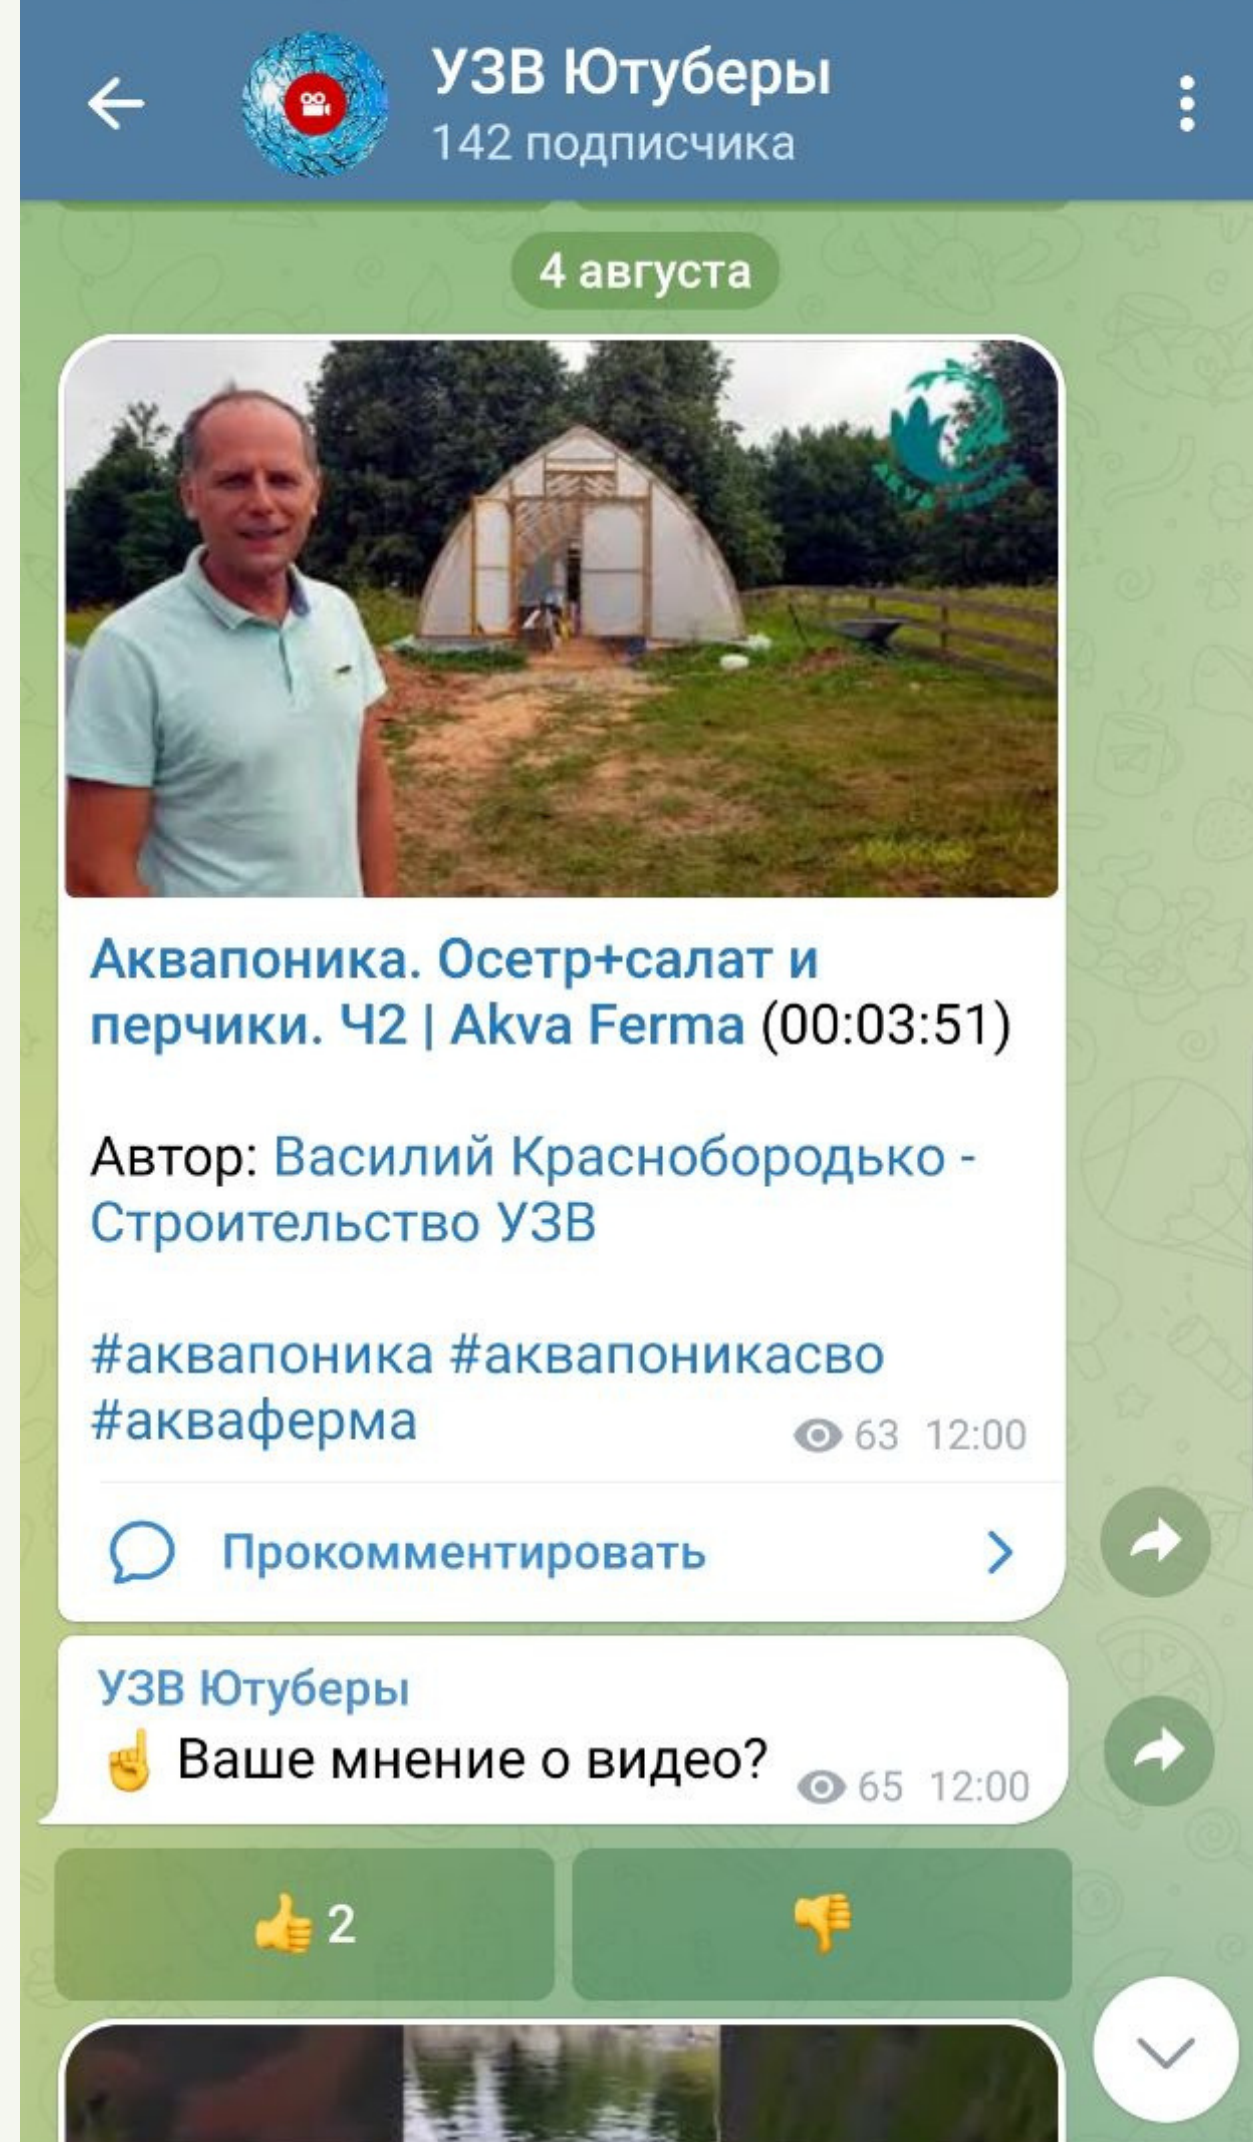 УЗВ Ютуберы
142 подписчика
4 августа
Аквапоника. Осетр+салат и
перчики. Ч2 | Akva Ferma (00:03:51)
Автор: Василий Краснобородько -
Строительство УЗВ
#аквапоника #аквапоникасво
#акваферма
63 12:00
Прокомментировать
УЗВ Ютуберы
☝ Ваше мнение о видео?
65 12:00
👍 2
👎